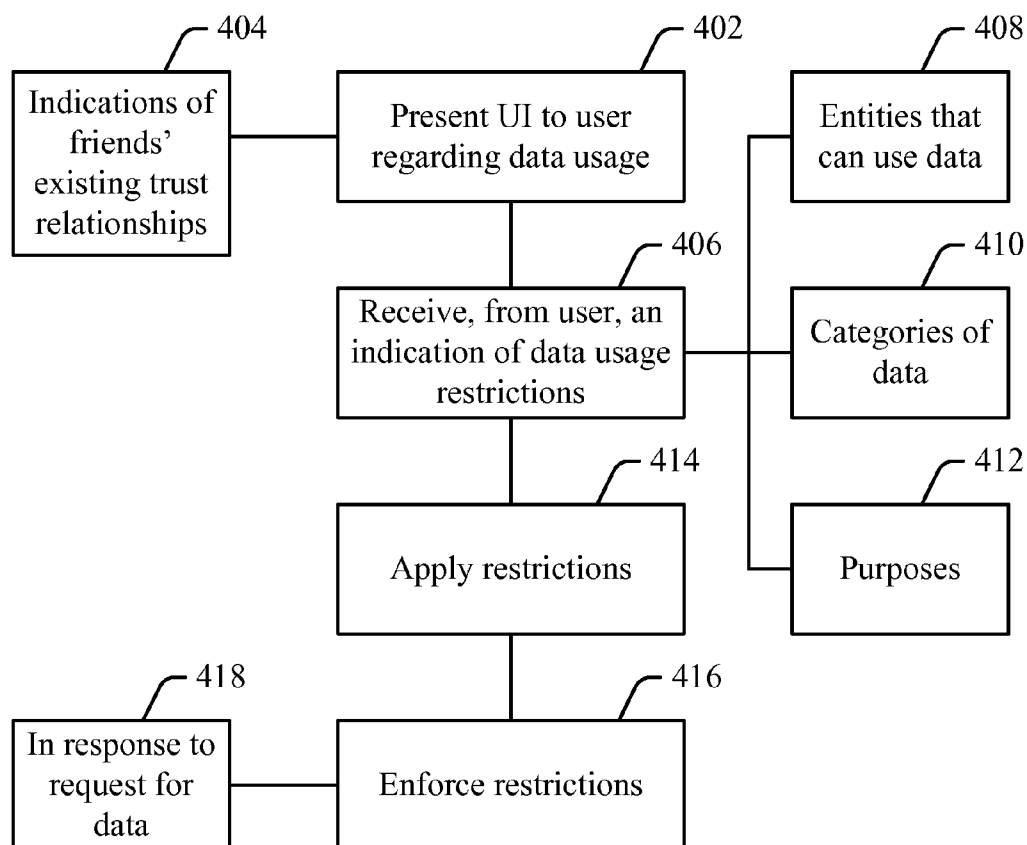 404
402
408
Indications of
friends'
existing trust
relationships
Present UI to user
regarding data usage
Entities that
can use data
406
410
Receive, from user, an
indication of data usage
restrictions
Categories of
data
414
412
Apply restrictions
Purposes
418
416
In response to
request for
data
Enforce restrictions